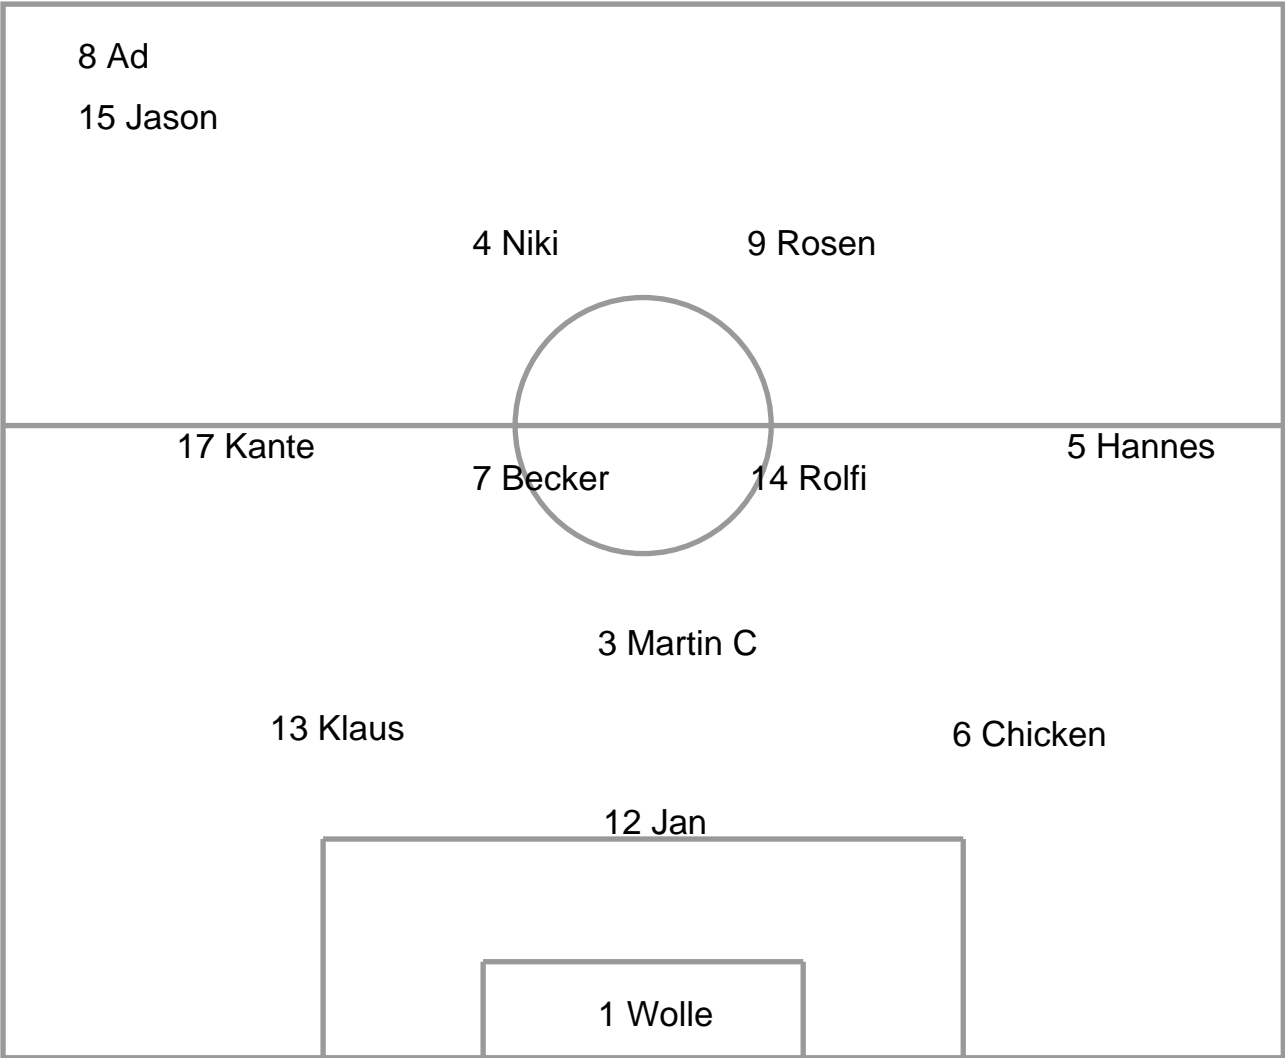 8 Ad
15 Jason
4 Niki
9 Rosen
17 Kante
5 Hannes
7 Becker
14 Rolfi
3 Martin C
13 Klaus
6 Chicken
12 Jan
1 Wolle